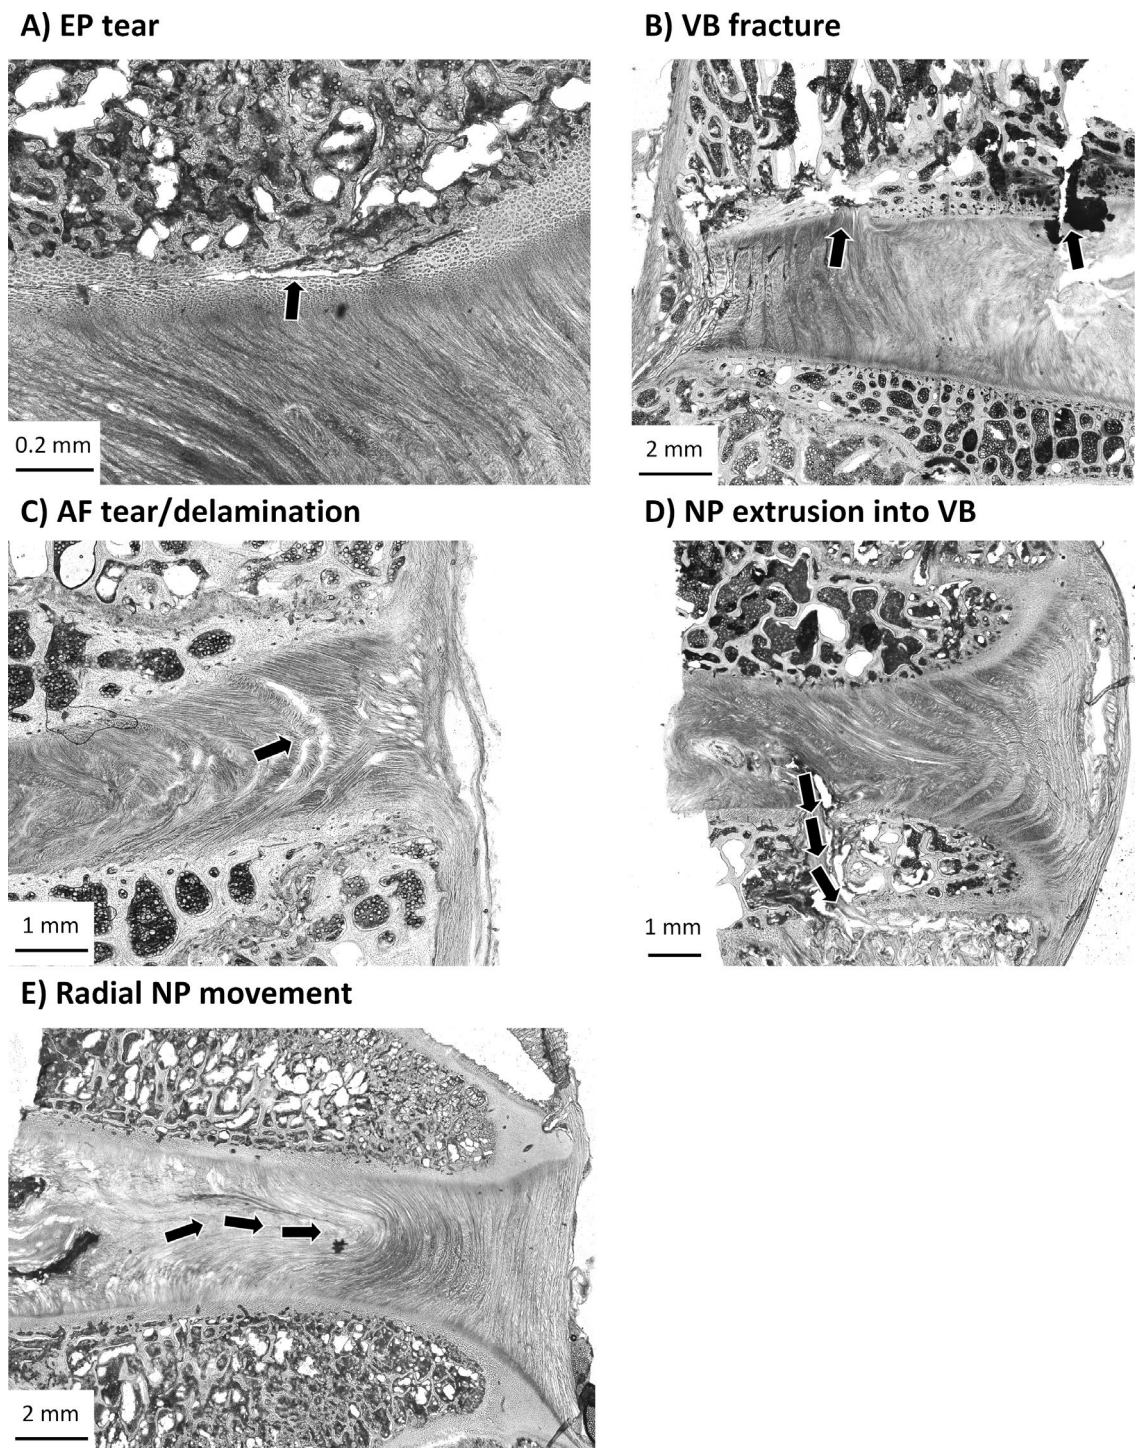 A) EP tear
B) VB fracture
0.2 mm
2 mm
C) AF tear/delamination
D) NP extrusion into VB
1 mm
1 mm
E) Radial NP movement
2 mm